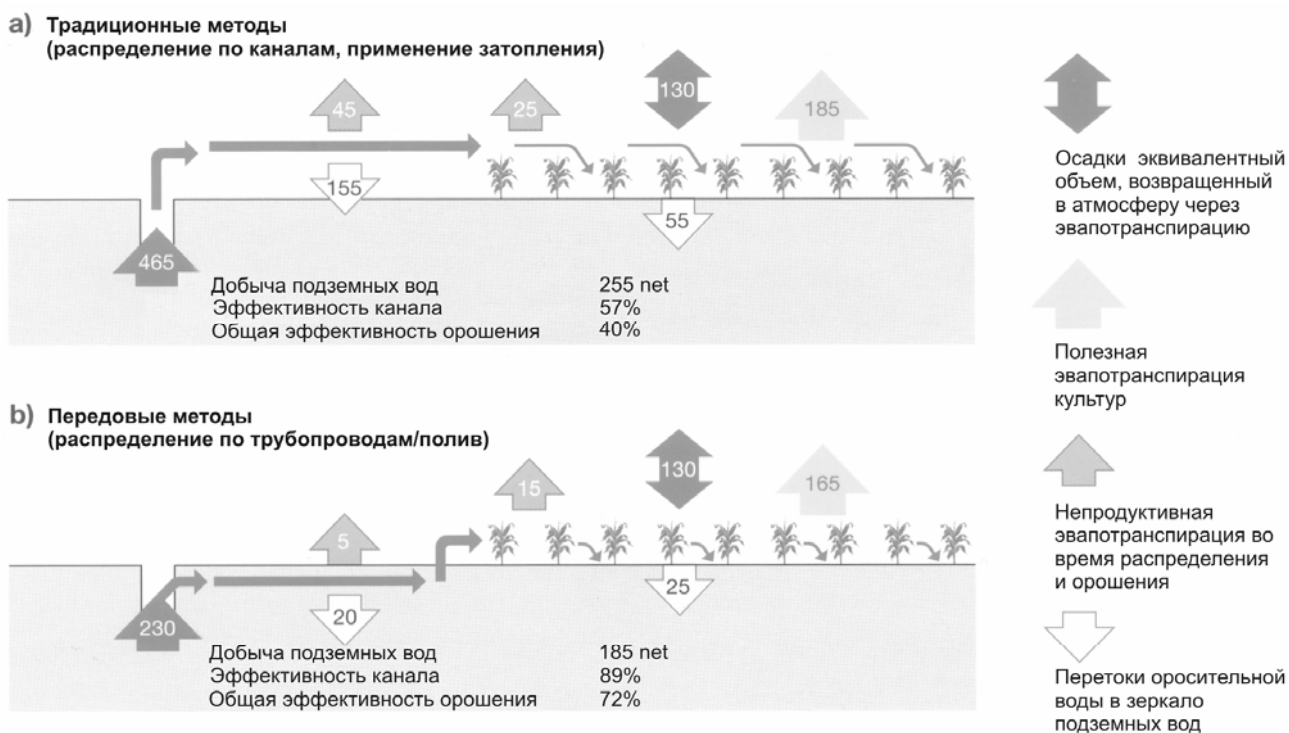 a) Традиционные методы
(распределение по каналам, применение затопления)
45
25
130
185
155
55
465
Добыча подземных вод 255 net
Эффективность канала 57%
Общая эффективность орошения 40%
b) Передовые методы
(распределение по трубопроводам/полив)
15
130
165
5
230
20
25
Добыча подземных вод 185 net
Эффективность канала 89%
Общая эффективность орошения 72%
Осадки эквивалентный
объем, возвращенный
в атмосферу через
эвапотранспирацию
Полезная
эвапотранспирация
культур
Непродуктивная
эвапотранспирация во
время распределения
и орошения
Перетоки оросительной
воды в зеркало
подземных вод